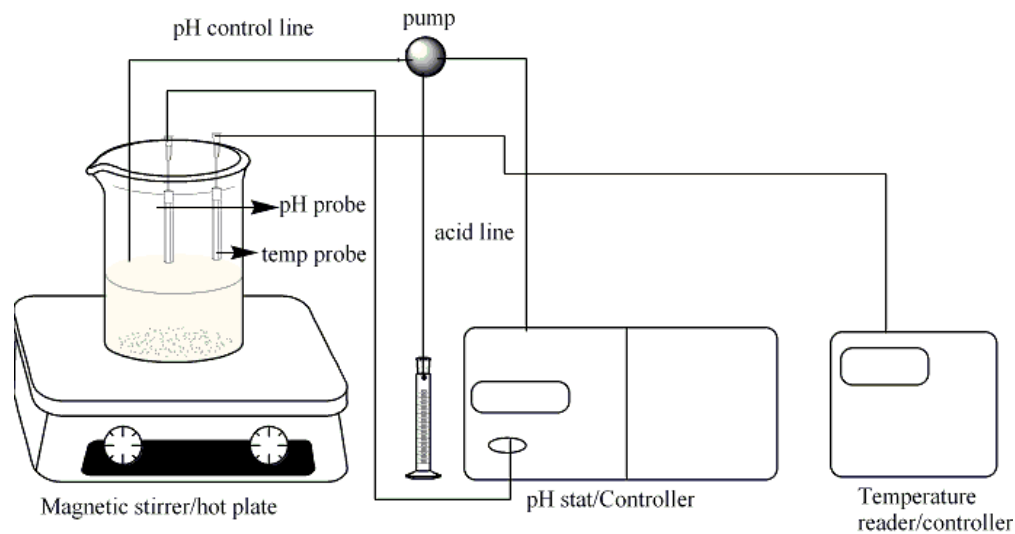 pump
pH control line
pH probe
acid line
temp probe
Magnetic stirrer/hot plate
pH stat/Controller
Temperature
reader/controller